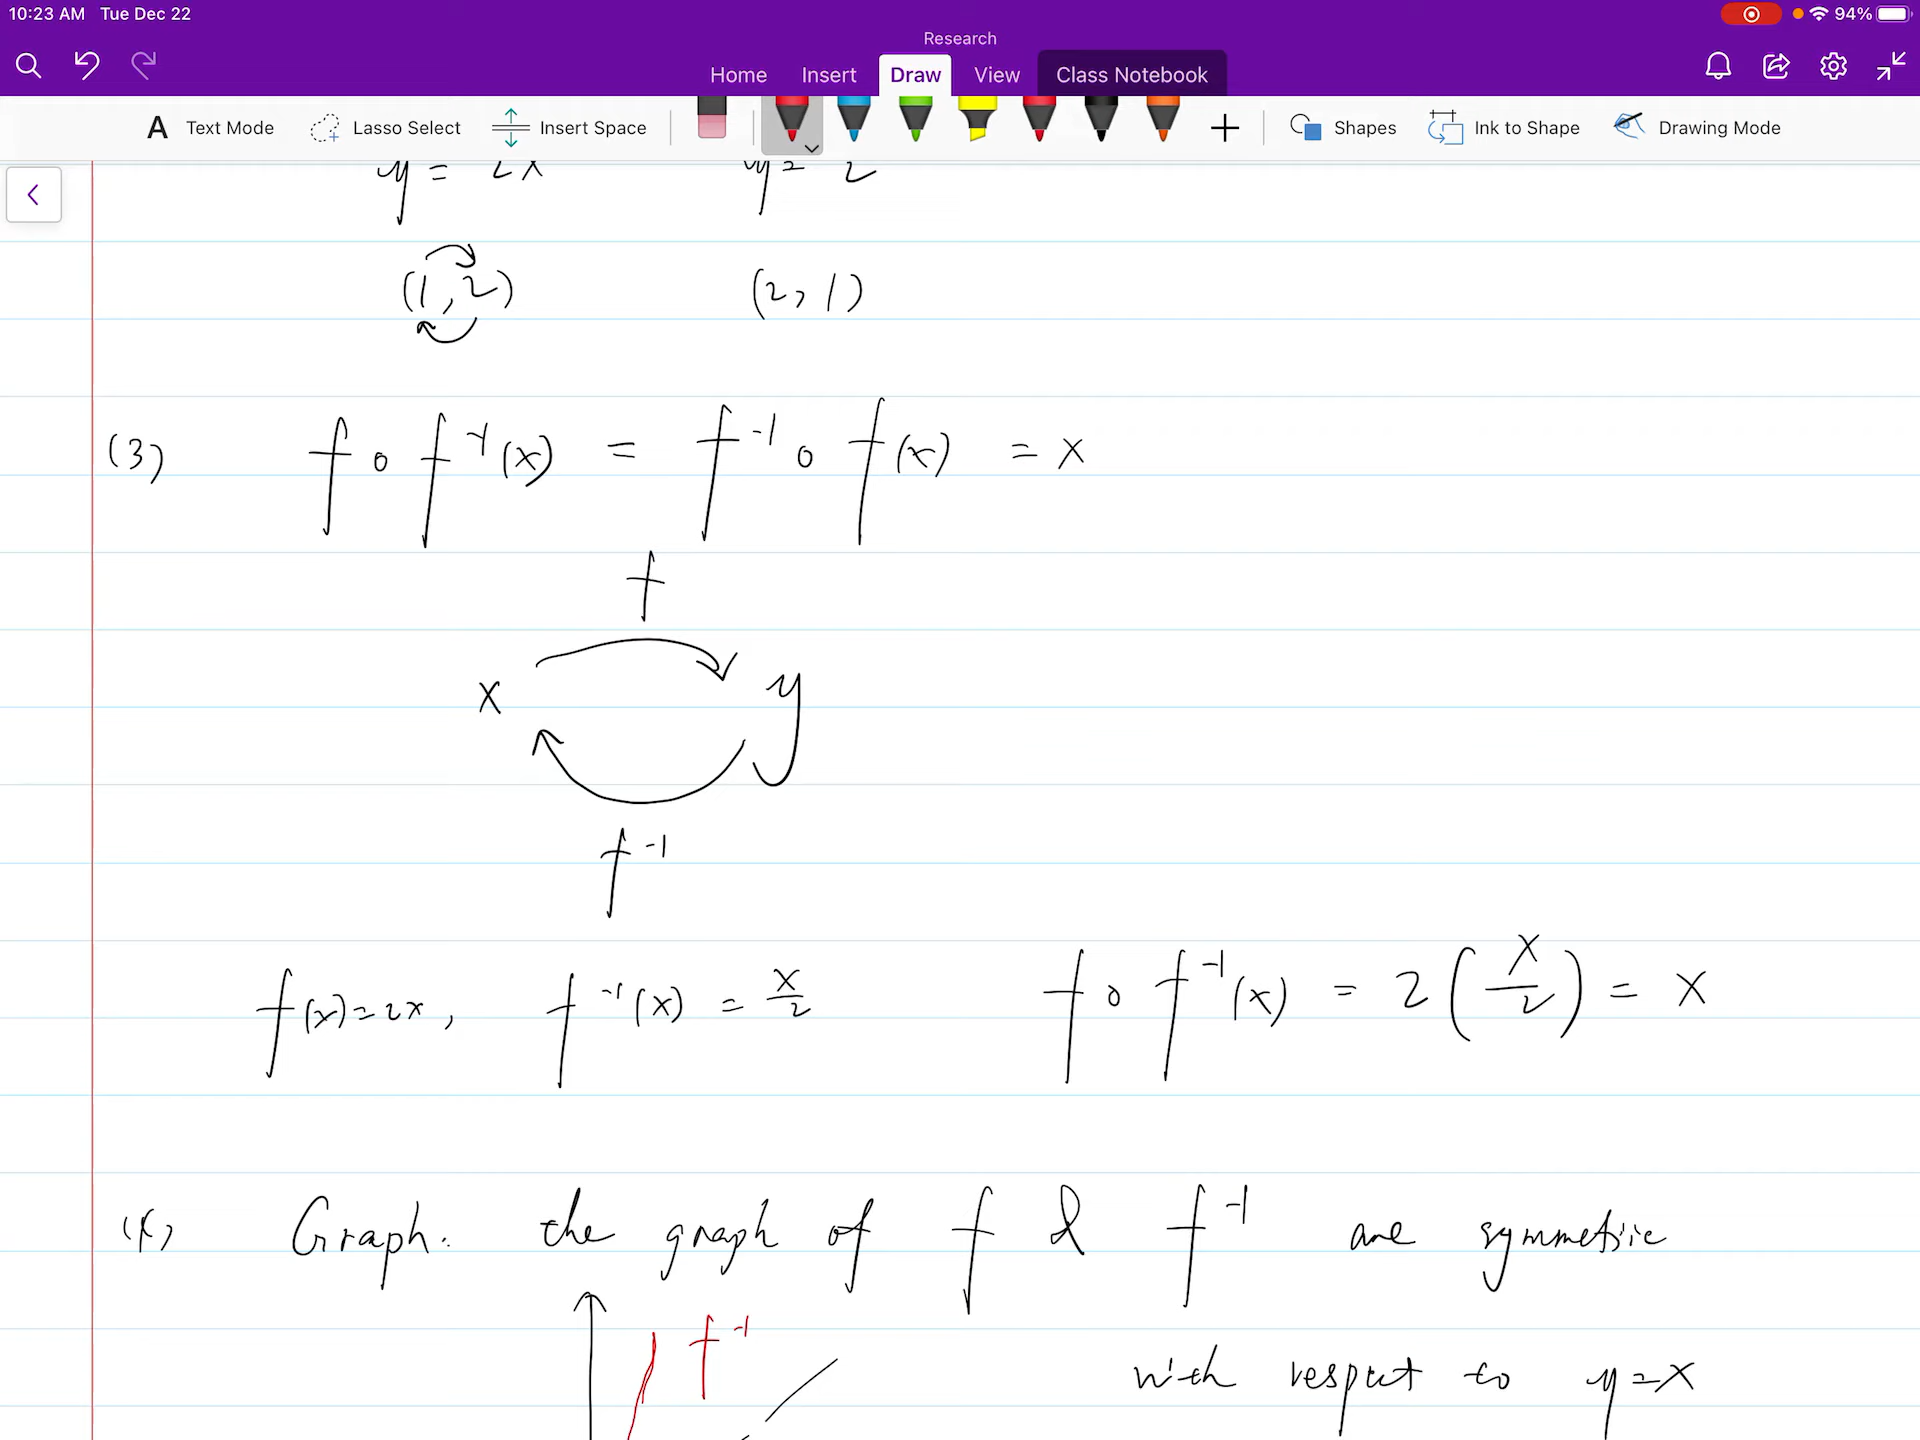 10:23 AM Tue Dec 22 94%
Research
Home Insert Draw View Class Notebook
A Text Mode Lasso Select Insert Space Shapes Ink to Shape Drawing Mode
y = 2x y = 2
(1, 2) (2, 1)
(3) f ∘ f⁻¹(x) = f⁻¹ ∘ f(x) = x
f
x y
f⁻¹
f(x) = 2x, f⁻¹(x) = x/2 f ∘ f⁻¹(x) = 2(x/2) = x
(4) Graph: the graph of f & f⁻¹ are symmetric
f⁻¹
with respect to y = x